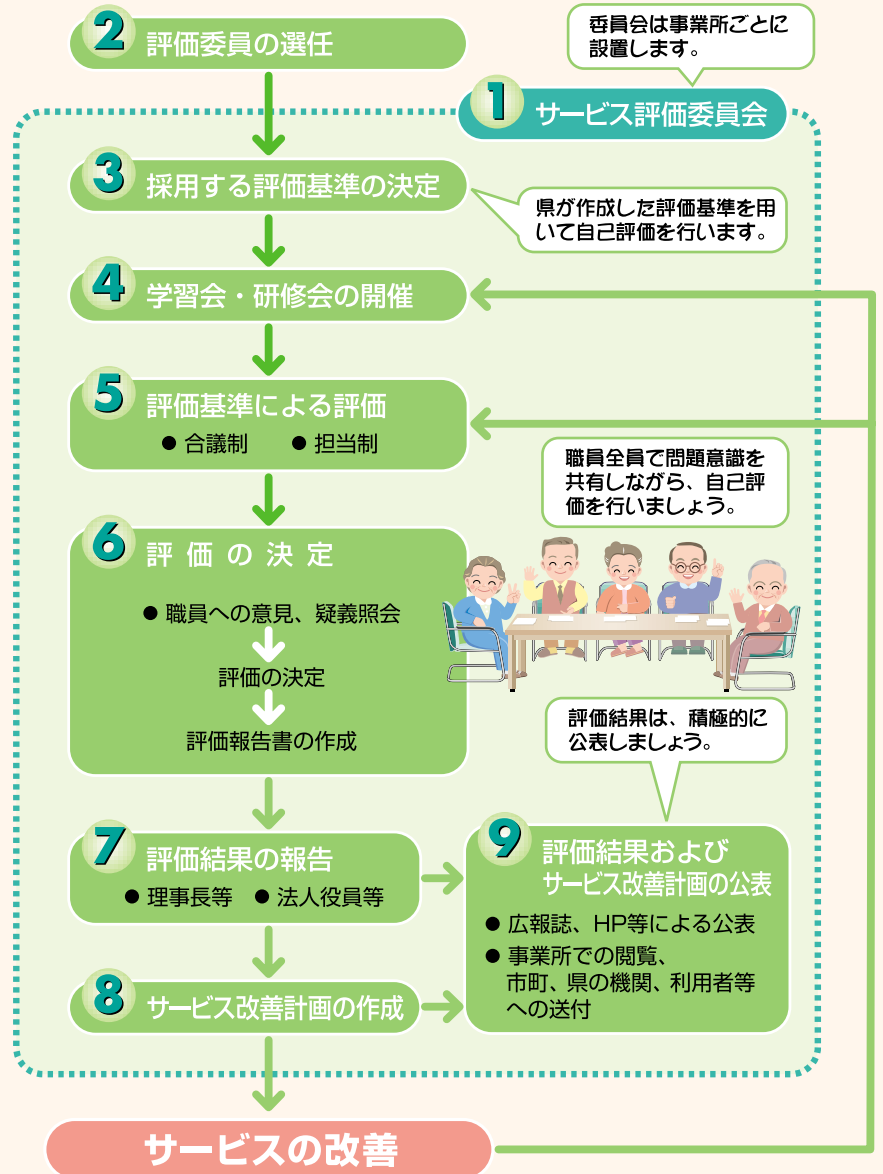 2 評価委員の選任
委員会は事業所ごとに
設置します。
1 サービス評価委員会
3 採用する評価基準の決定
県が作成した評価基準を用
いて自己評価を行います。
4 学習会・研修会の開催
5 評価基準による評価
● 合議制 ● 担当制
職員全員で問題意識を
共有しながら、自己評
価を行いましょう。
6 評価の決定
● 職員への意見、疑義照会
評価の決定
評価報告書の作成
評価結果は、積極的に
公表しましょう。
7 評価結果の報告
● 理事長等 ● 法人役員等
8 サービス改善計画の作成
9 評価結果および
サービス改善計画の公表
● 広報誌、HP等による公表
● 事業所での閲覧、
市町、県の機関、利用者等
への送付
サービスの改善